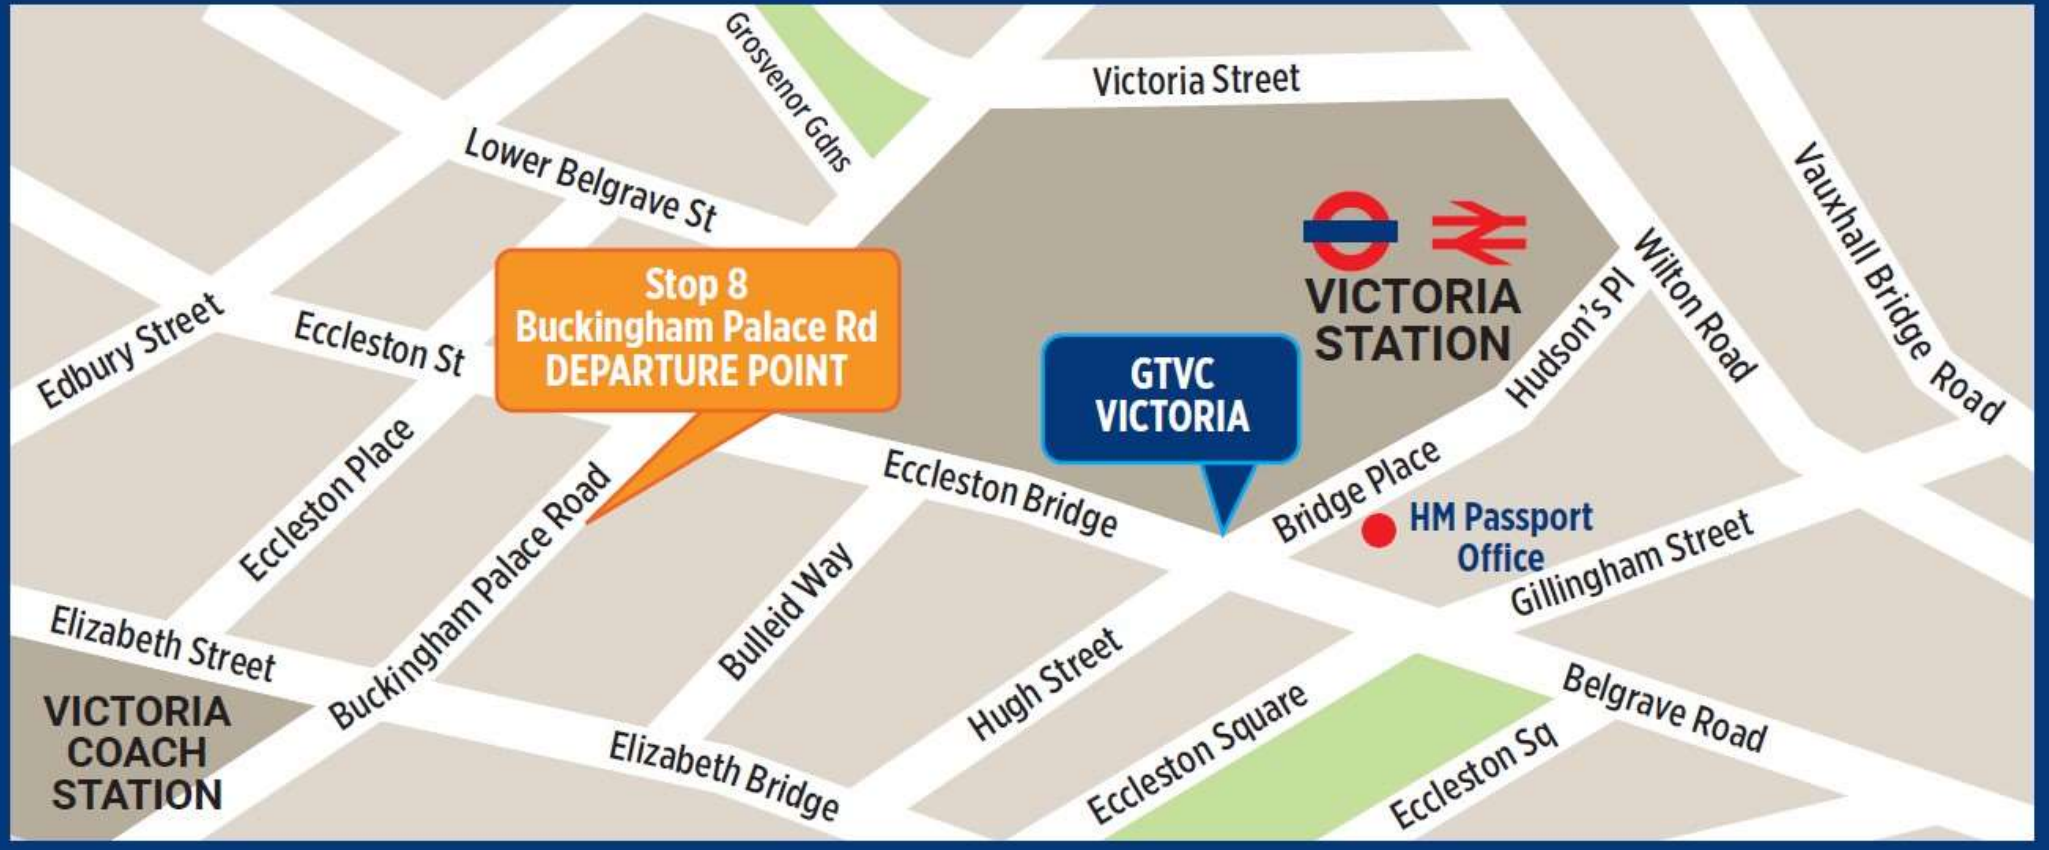 Grosvenor Gdns
Victoria Street
Lower Belgrave St
Vauxhall Bridge Road
Wilton Road
Hudson's Pl
VICTORIA
STATION
Stop 8
Buckingham Palace Rd
DEPARTURE POINT
GTVC
VICTORIA
Edbury Street
Eccleston St
Eccleston Place
Buckingham Palace Road
Eccleston Bridge
Bridge Place
HM Passport
Office
Gillingham Street
Bulleid Way
Elizabeth Street
Hugh Street
Eccleston Square
Belgrave Road
Eccleston Sq
VICTORIA
COACH
STATION
Elizabeth Bridge